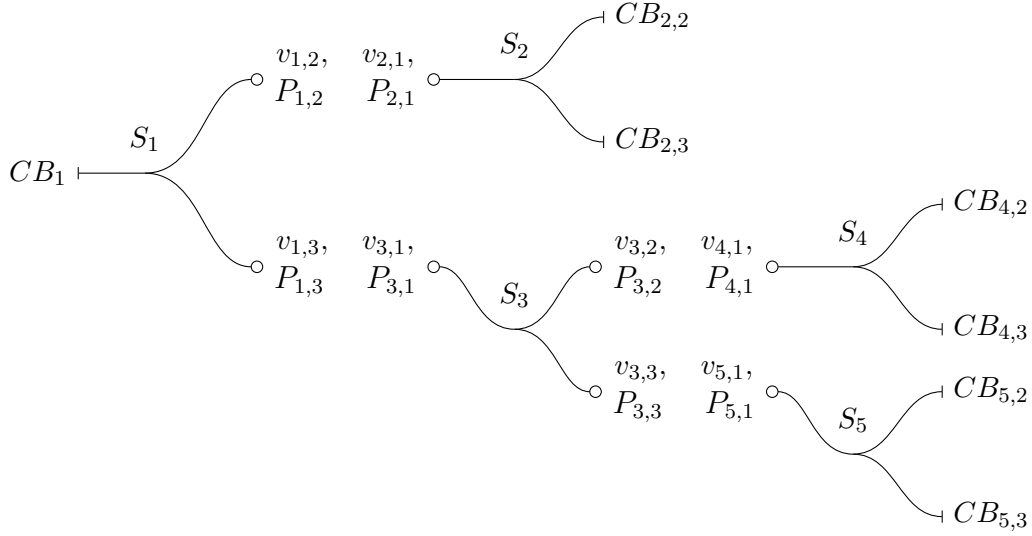 $CB_{2,2}$
$S_2$
$v_{1,2},$ $v_{2,1},$
$P_{1,2}$ $P_{2,1}$
$S_1$
$CB_{2,3}$
$CB_1$
$CB_{4,2}$
$v_{1,3},$ $v_{3,1},$ $v_{3,2},$ $v_{4,1},$ $S_4$
$P_{1,3}$ $P_{3,1}$ $P_{3,2}$ $P_{4,1}$
$S_3$
$CB_{4,3}$
$v_{3,3},$ $v_{5,1},$ $CB_{5,2}$
$P_{3,3}$ $P_{5,1}$
$S_5$
$CB_{5,3}$